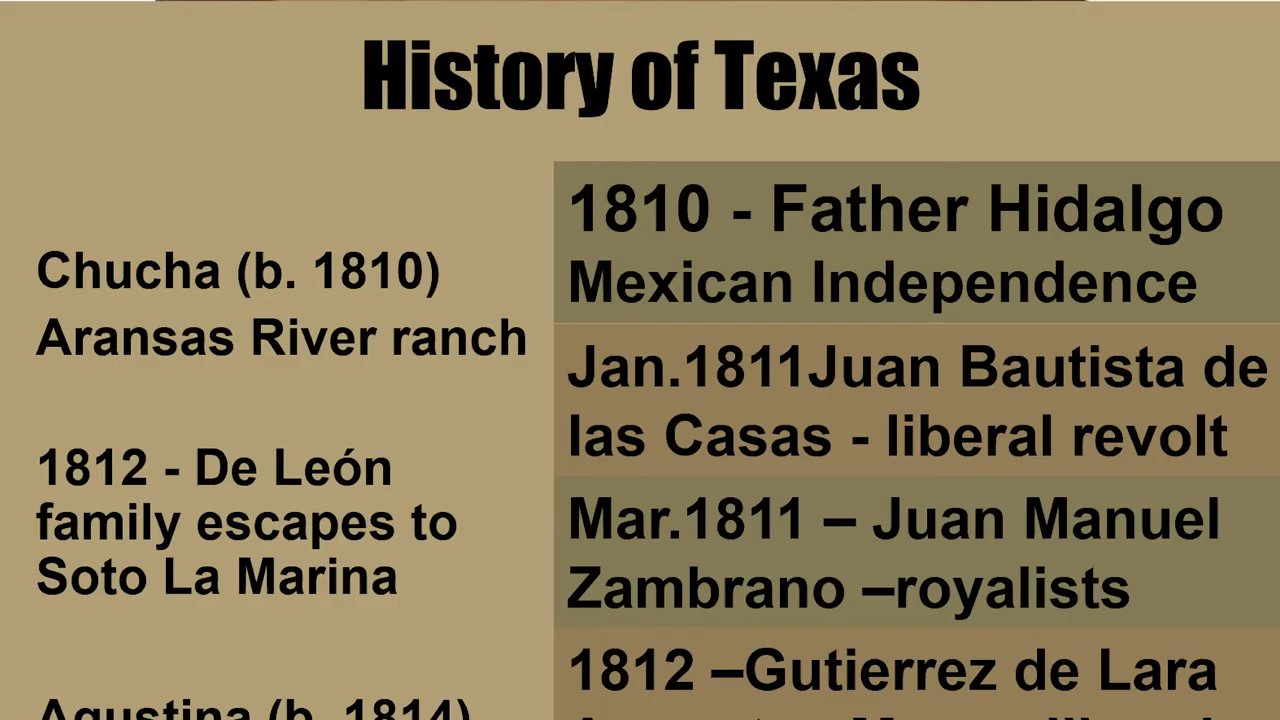 History of Texas
Chucha (b. 1810)
Aransas River ranch
1812 - De León
family escapes to
Soto La Marina
Agustina (b. 1814)
1810 - Father Hidalgo
Mexican Independence
Jan.1811Juan Bautista de
las Casas - liberal revolt
Mar.1811 – Juan Manuel
Zambrano –royalists
1812 –Gutierrez de Lara